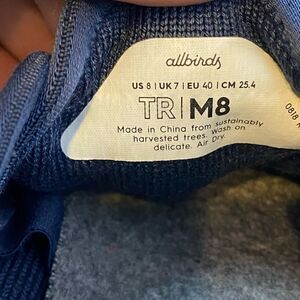 allbirds
US 8 | UK 7 | EU 40 | CM 25.4
TR | M8
Made in China from sustainably
harvested trees. Wash on
delicate. Air Dry.
0818